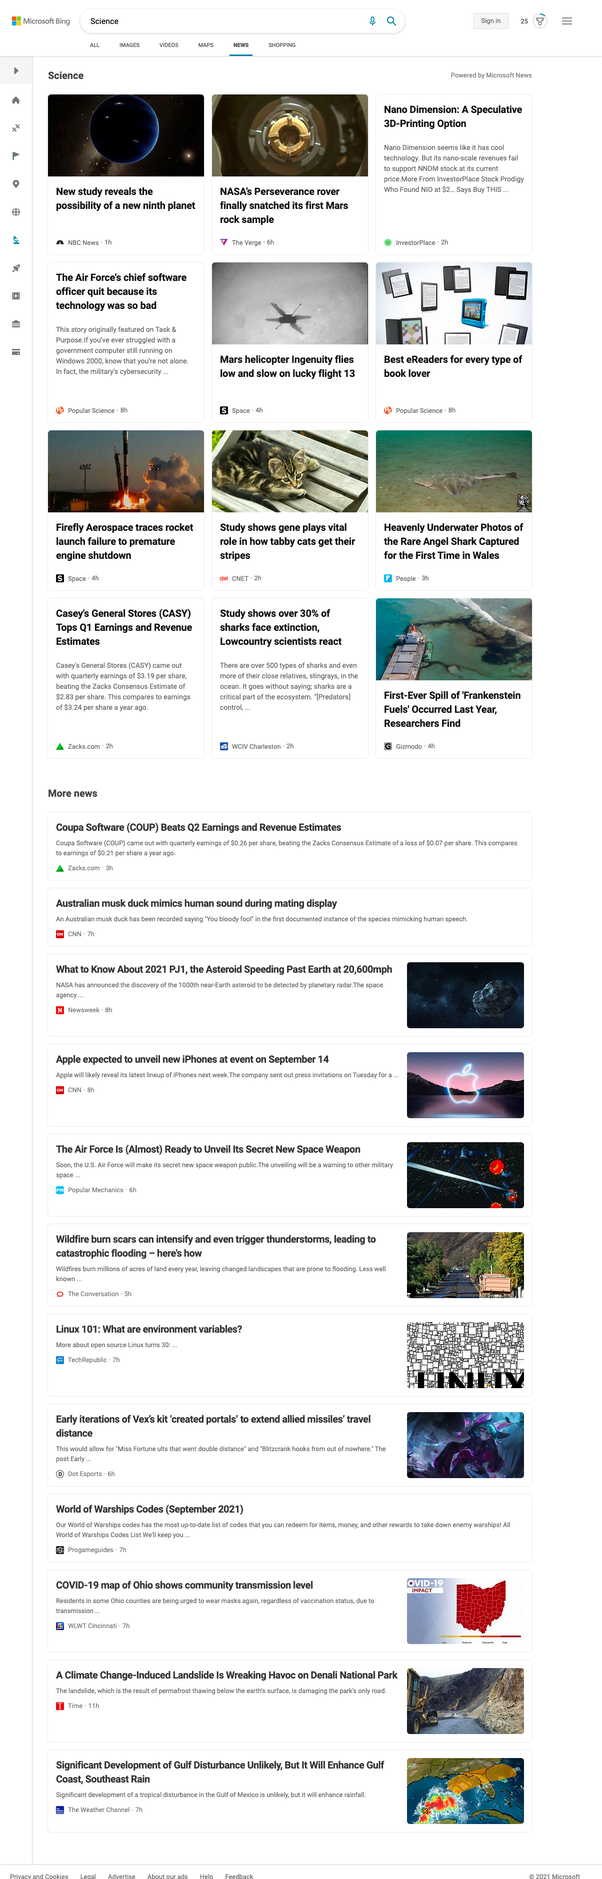 Microsoft Bing
Science
Sign in
25
ALL
IMAGES
VIDEOS
MAPS
NEWS
SHOPPING
Science
Powered by Microsoft News
New study reveals the
possibility of a new ninth planet
NBC News · 1h
NASA's Perseverance rover
finally snatched its first Mars
rock sample
The Verge · 6h
Nano Dimension: A Speculative
3D-Printing Option
Nano Dimension seems like it has cool
technology. But its nano-scale revenues fail
to support NNDM stock at its current
price.More From InvestorPlace Stock Prodigy
Who Found NIO at $2… Says Buy THIS ...
InvestorPlace · 2h
The Air Force's chief software
officer quit because its
technology was so bad
This story originally featured on Task &
Purpose.If you've ever struggled with a
government computer still running on
Windows 2000, know that you're not alone.
In fact, the military's cybersecurity ...
Popular Science · 8h
Mars helicopter Ingenuity flies
low and slow on lucky flight 13
Space · 4h
Best eReaders for every type of
book lover
Popular Science · 8h
Firefly Aerospace traces rocket
launch failure to premature
engine shutdown
Space · 4h
Study shows gene plays vital
role in how tabby cats get their
stripes
CNET · 2h
Heavenly Underwater Photos of
the Rare Angel Shark Captured
for the First Time in Wales
People · 3h
Casey's General Stores (CASY)
Tops Q1 Earnings and Revenue
Estimates
Casey's General Stores (CASY) came out
with quarterly earnings of $3.19 per share,
beating the Zacks Consensus Estimate of
$2.83 per share. This compares to earnings
of $3.24 per share a year ago.
Zacks.com · 2h
Study shows over 30% of
sharks face extinction,
Lowcountry scientists react
There are over 500 types of sharks and even
more of their close relatives, stingrays, in the
ocean. It goes without saying; sharks are a
critical part of the ecosystem. "[Predators]
control, ...
WCIV Charleston · 2h
First-Ever Spill of 'Frankenstein
Fuels' Occurred Last Year,
Researchers Find
Gizmodo · 4h
More news
Coupa Software (COUP) Beats Q2 Earnings and Revenue Estimates
Coupa Software (COUP) came out with quarterly earnings of $0.26 per share, beating the Zacks Consensus Estimate of a loss of $0.07 per share. This compares
to earnings of $0.21 per share a year ago.
Zacks.com · 3h
Australian musk duck mimics human sound during mating display
An Australian musk duck has been recorded saying "You bloody fool" in the first documented instance of the species mimicking human speech.
CNN · 7h
What to Know About 2021 PJ1, the Asteroid Speeding Past Earth at 20,600mph
NASA has announced the discovery of the 1000th near-Earth asteroid to be detected by planetary radar.The space
agency ...
Newsweek · 8h
Apple expected to unveil new iPhones at event on September 14
Apple will likely reveal its latest lineup of iPhones next week.The company sent out press invitations on Tuesday for a ...
CNN · 8h
The Air Force Is (Almost) Ready to Unveil Its Secret New Space Weapon
Soon, the U.S. Air Force will make its secret new space weapon public.The unveiling will be a warning to other military
space ...
Popular Mechanics · 6h
Wildfire burn scars can intensify and even trigger thunderstorms, leading to
catastrophic flooding – here's how
Wildfires burn millions of acres of land every year, leaving changed landscapes that are prone to flooding. Less well
known ...
The Conversation · 5h
Linux 101: What are environment variables?
More about open source Linux turns 30: ...
TechRepublic · 7h
Early iterations of Vex's kit 'created portals' to extend allied missiles' travel
distance
This would allow for "Miss Fortune ults that went double distance" and "Blitzcrank hooks from out of nowhere." The
post Early ...
Dot Esports · 6h
World of Warships Codes (September 2021)
Our World of Warships codes has the most up-to-date list of codes that you can redeem for items, money, and other rewards to take down enemy warships! All
World of Warships Codes List We'll keep you ...
Progameguides · 7h
COVID-19 map of Ohio shows community transmission level
Residents in some Ohio counties are being urged to wear masks again, regardless of vaccination status, due to
transmission ...
WLWT Cincinnati · 7h
OVID-19
IMPACT
A Climate Change-Induced Landslide Is Wreaking Havoc on Denali National Park
The landslide, which is the result of permafrost thawing below the earth's surface, is damaging the park's only road.
Time · 11h
Significant Development of Gulf Disturbance Unlikely, But It Will Enhance Gulf
Coast, Southeast Rain
Significant development of a tropical disturbance in the Gulf of Mexico is unlikely, but it will enhance rainfall.
The Weather Channel · 7h
Privacy and Cookies
Legal
Advertise
About our ads
Help
Feedback
© 2021 Microsoft